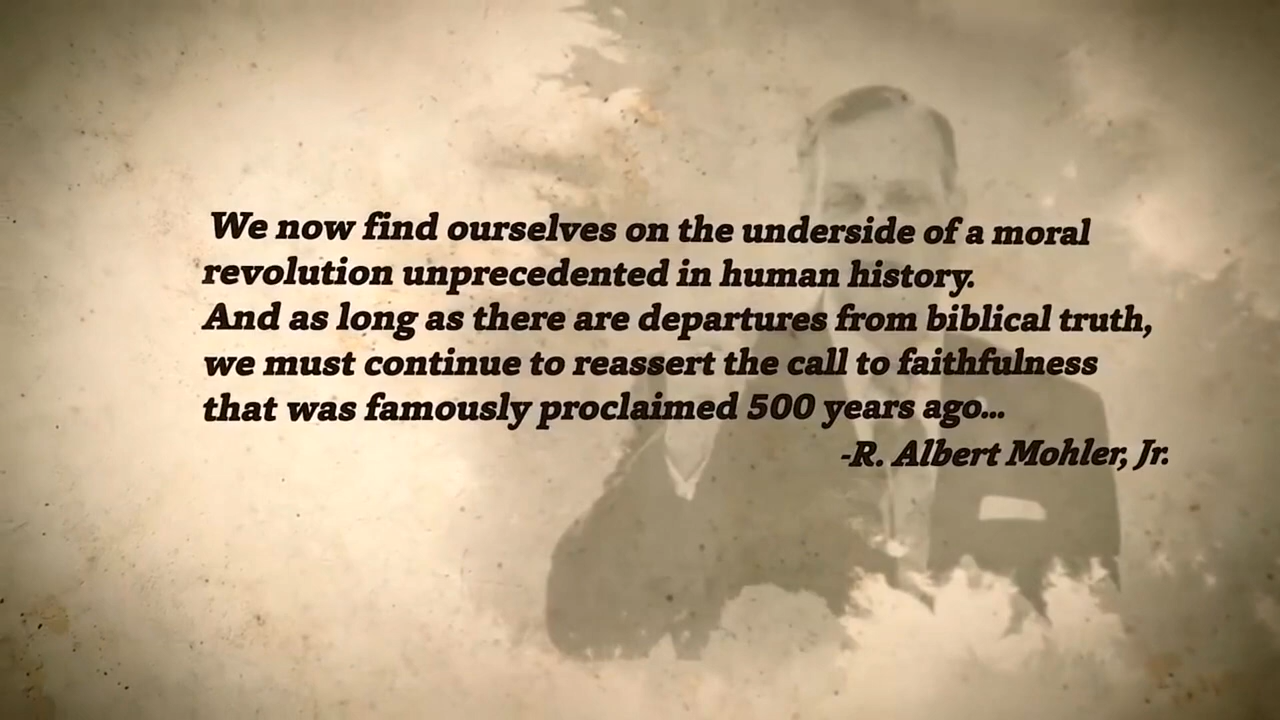 We now find ourselves on the underside of a moral
revolution unprecedented in human history.
And as long as there are departures from biblical truth,
we must continue to reassert the call to faithfulness
that was famously proclaimed 500 years ago...
-R. Albert Mohler, Jr.